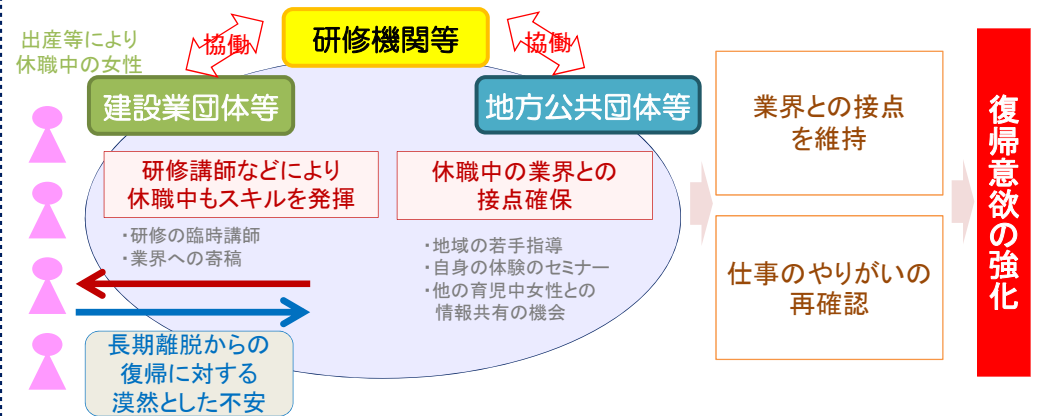 出産等により
休職中の女性
協働
研修機関等
協働
建設業団体等
地方公共団体等
研修講師などにより
休職中もスキルを発揮
・研修の臨時講師
・業界への寄稿
休職中の業界との
接点確保
・地域の若手指導
・自身の体験のセミナー
・他の育児中女性との
情報共有の機会
長期離脱からの
復帰に対する
漠然とした不安
業界との接点
を維持
仕事のやりがいの
再確認
復帰意欲の強化